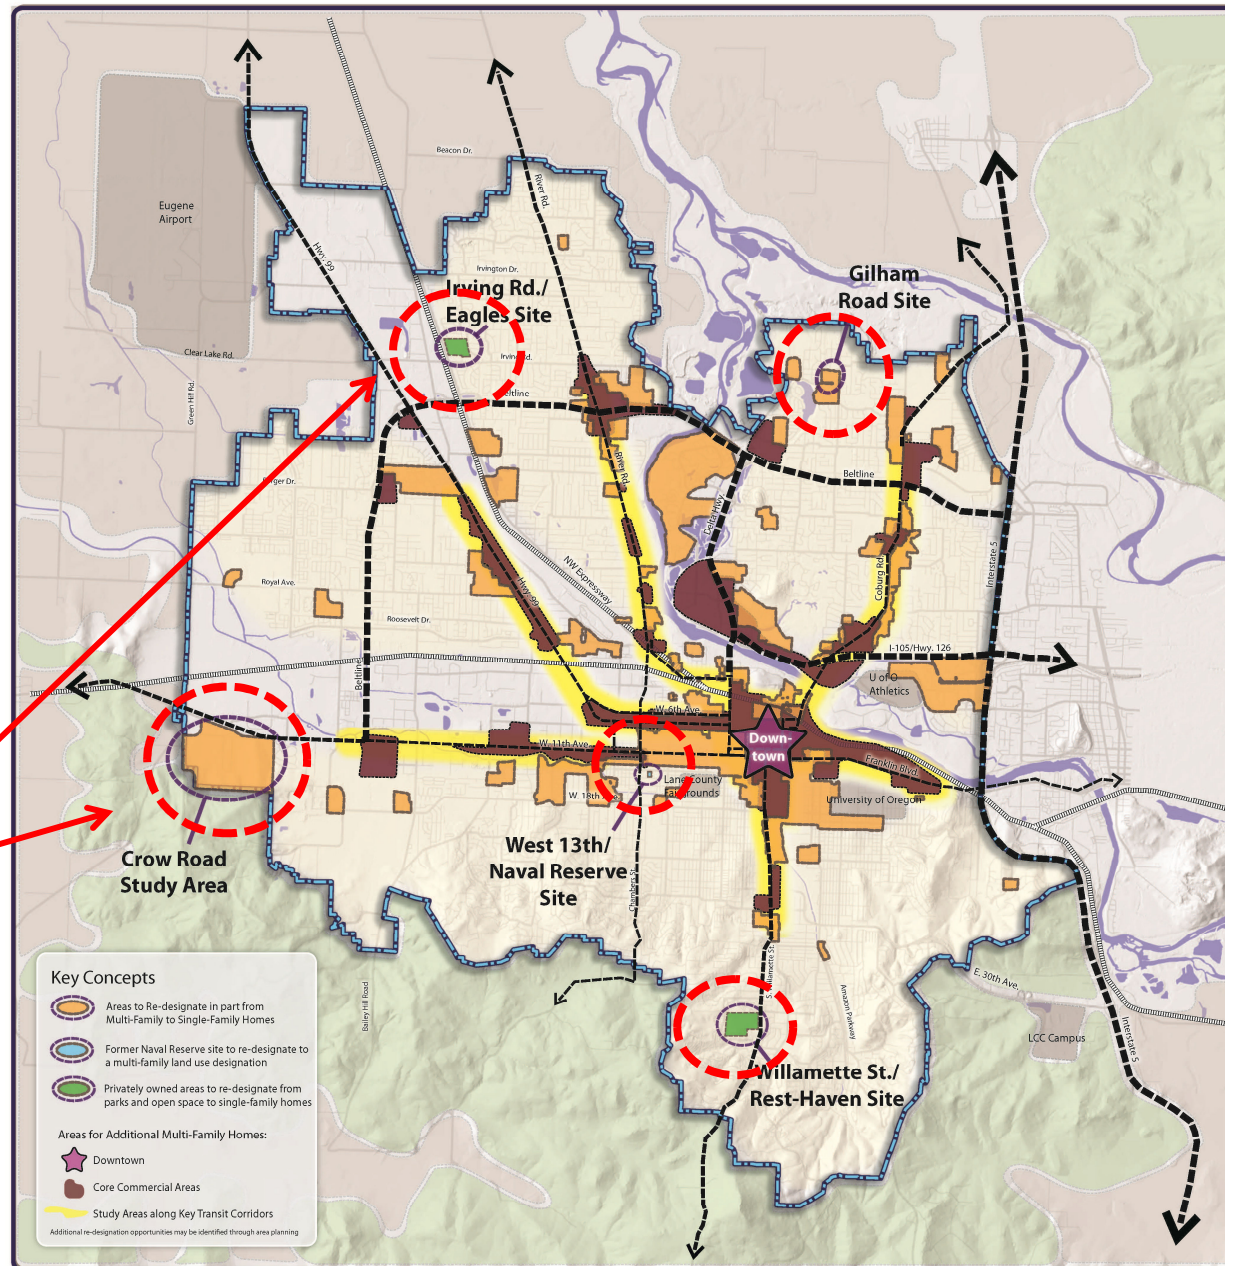 Beacon Dr.
Eugene
Airport
River Rd.
Hwy. 99
Irvington Dr.
Irving Rd./
Eagles Site
Gilham
Road Site
Clear Lake Rd.
Green Hill Rd.
Beltline
River Rd.
Beltline
Delta Hwy.
Interstate 5
NW Expressway
Coburg Rd.
Hwy. 99
Royal Ave.
Roosevelt Dr.
I-105/Hwy. 126
Beltline
U of O
Athletics
W. 6th Ave.
Down-
town
W. 11th Ave.
Franklin Blvd.
Lane County
W. 18th
University of Oregon
West 13th/
Naval Reserve
Site
Crow Road
Study Area
Chambers St.
S. Willamette St.
E. 30th Ave.
Bailey Hill Road
Amazon Parkway
LCC Campus
Interstate 5
Willamette St./
Rest-Haven Site
Key Concepts
Areas to Re-designate in part from
Multi-Family to Single-Family Homes
Former Naval Reserve site to re-designate to
a multi-family land use designation
Privately owned areas to re-designate from
parks and open space to single-family homes
Areas for Additional Multi-Family Homes:
Downtown
Core Commercial Areas
Study Areas along Key Transit Corridors
Additional re-designation opportunities may be identified through area planning